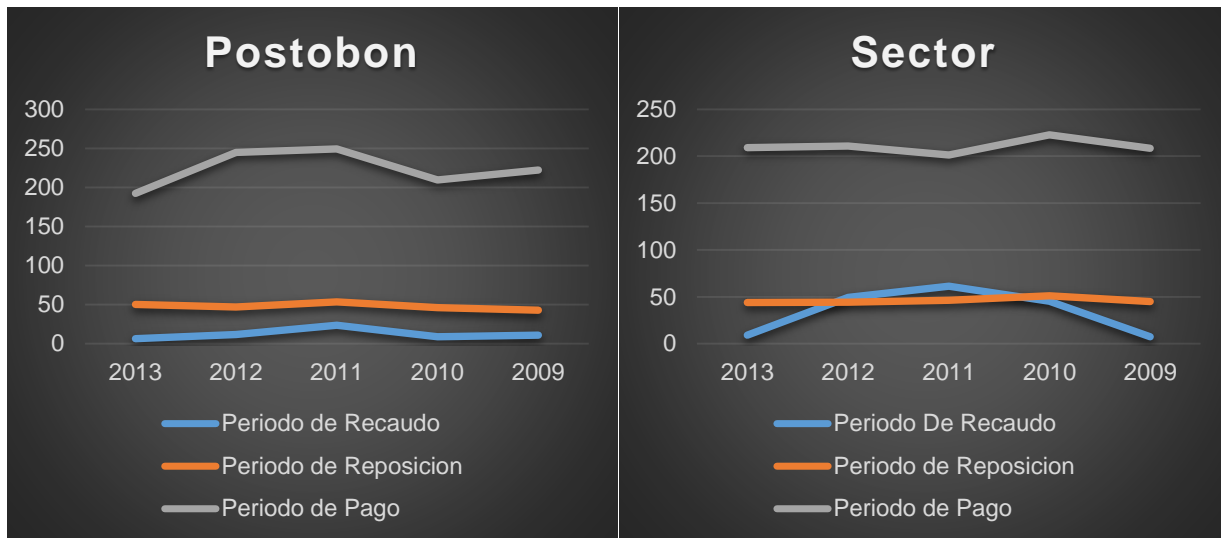 Postobon
300
250
200
150
100
50
0
2013 2012 2011 2010 2009
Periodo de Recaudo
Periodo de Reposicion
Periodo de Pago
Sector
250
200
150
100
50
0
2013 2012 2011 2010 2009
Periodo De Recaudo
Periodo de Reposicion
Periodo de Pago